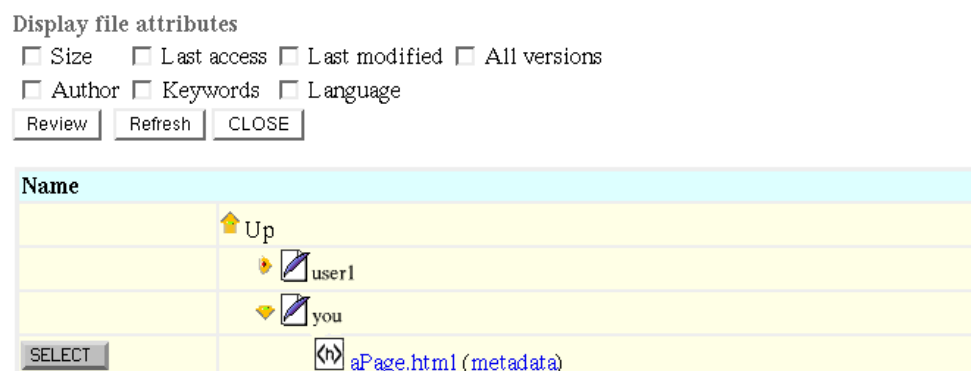 Display file attributes
Size Last access Last modified All versions
Author Keywords Language
Review Refresh CLOSE
Name
Up
user1
you
SELECT <h> aPage.html (metadata)